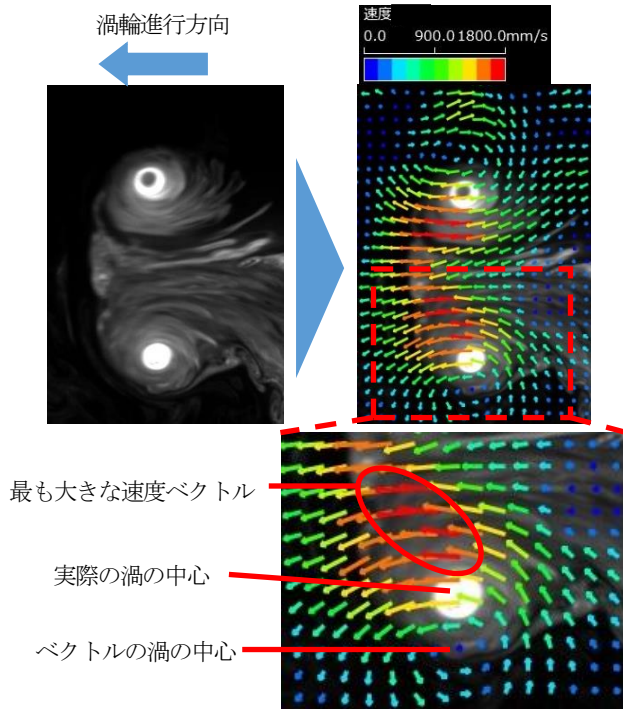 渦輪進行方向
速度
0.0 900.0 1800.0mm/s
最も大きな速度ベクトル
実際の渦の中心
ベクトルの渦の中心